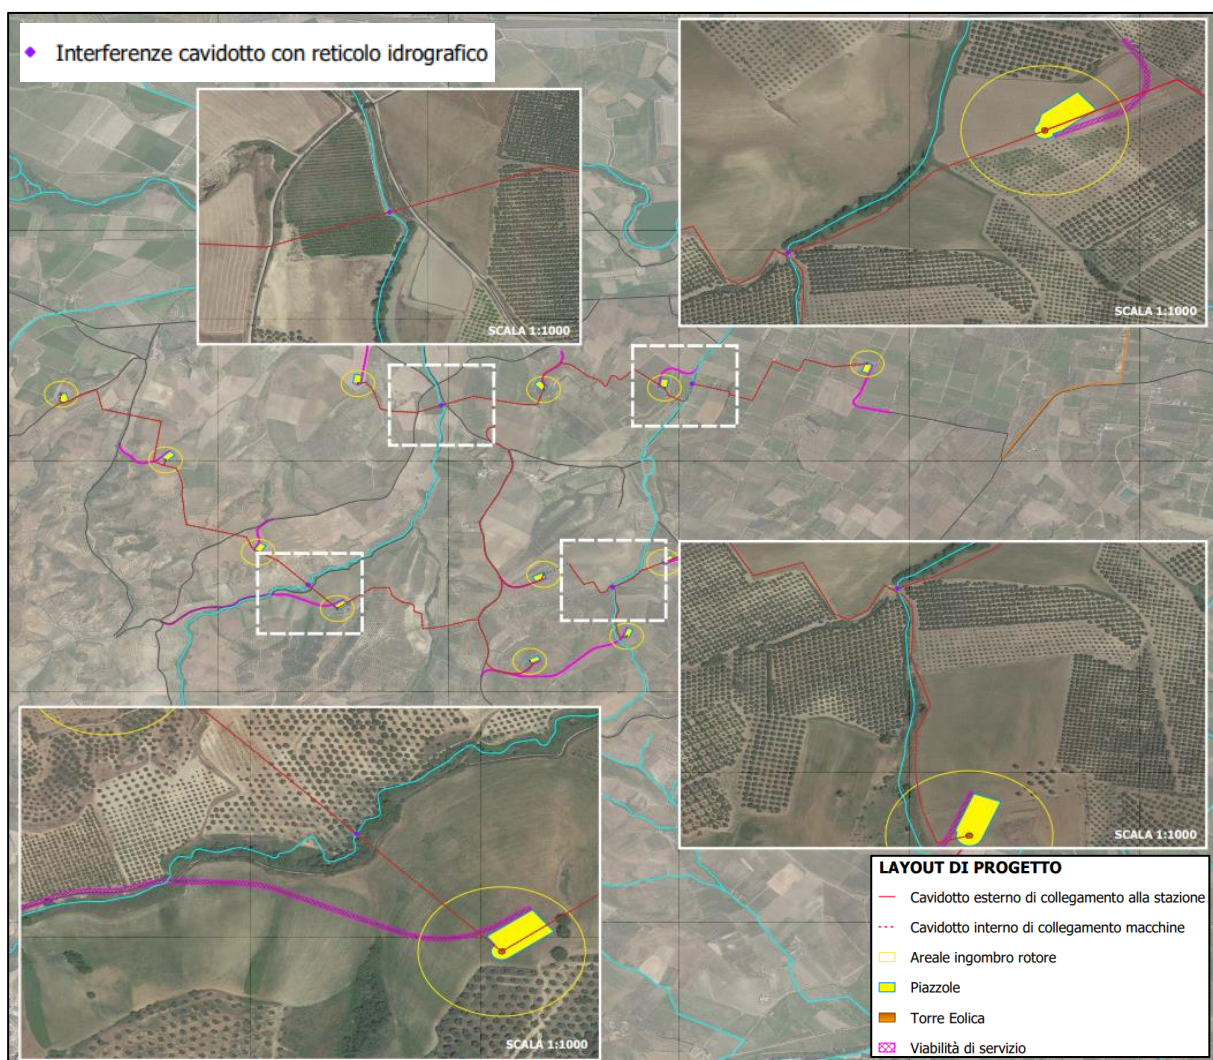 Interferenze cavidotto con reticolo idrografico
SCALA 1:1000
SCALA 1:1000
SCALA 1:1000
SCALA 1:1000
LAYOUT DI PROGETTO
Cavidotto esterno di collegamento alla stazione
Cavidotto interno di collegamento macchine
Areale ingombro rotore
Piazzole
Torre Eolica
Viabilità di servizio